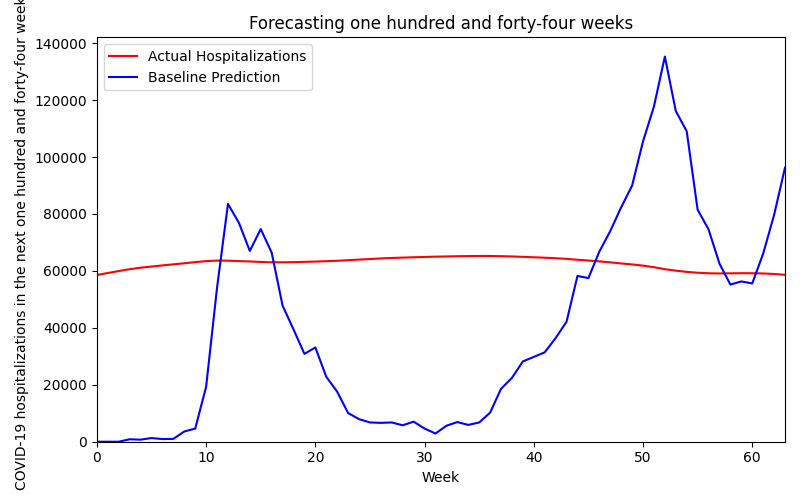 Forecasting one hundred and forty-four weeks
COVID-19 hospitalizations in the next one hundred and forty-four week
140000
120000
100000
80000
60000
40000
20000
0
Actual Hospitalizations
Baseline Prediction
0 10 20 30 40 50 60
Week